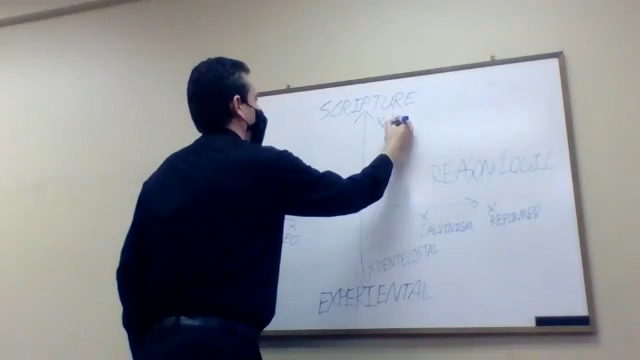 SCRIPTURE
X
REASON/LOGIC
X
X
CALVINISM
REFORMED
X
X PENTECOSTAL
EXPERIENTAL